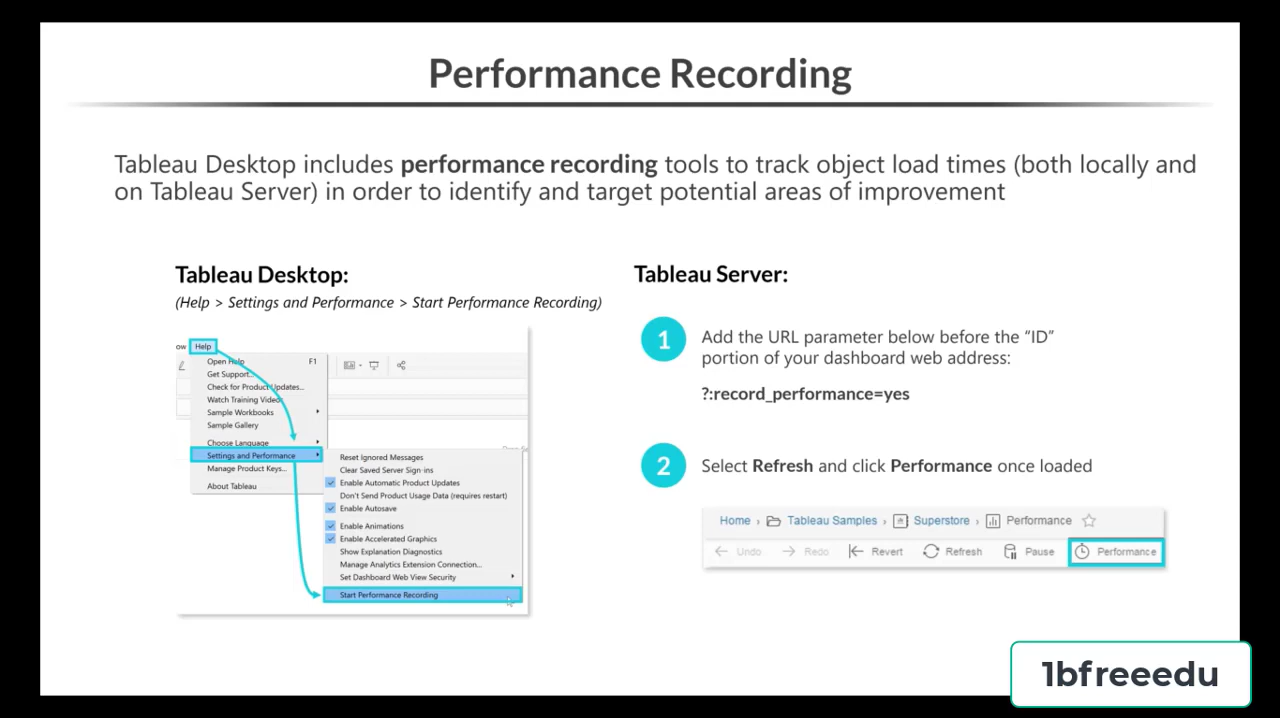 Performance Recording
Tableau Desktop includes performance recording tools to track object load times (both locally and
on Tableau Server) in order to identify and target potential areas of improvement
Tableau Desktop:
(Help > Settings and Performance > Start Performance Recording)
ow Help
Open Help F1
Get Support...
Check for Product Updates...
Watch Training Videos
Sample Workbooks
Sample Gallery
Choose Language
Settings and Performance
Manage Product Keys...
About Tableau
Reset Ignored Messages
Clear Saved Server Sign-ins
Enable Automatic Product Updates
Don't Send Product Usage Data (requires restart)
Enable Autosave
Enable Animations
Enable Accelerated Graphics
Show Explanation Diagnostics
Manage Analytics Extension Connection...
Set Dashboard Web View Security
Start Performance Recording
Tableau Server:
1 Add the URL parameter below before the “ID”
portion of your dashboard web address:
?:record_performance=yes
2 Select Refresh and click Performance once loaded
Home › Tableau Samples › Superstore › Performance
Undo Redo Revert Refresh Pause Performance
1bfreeedu